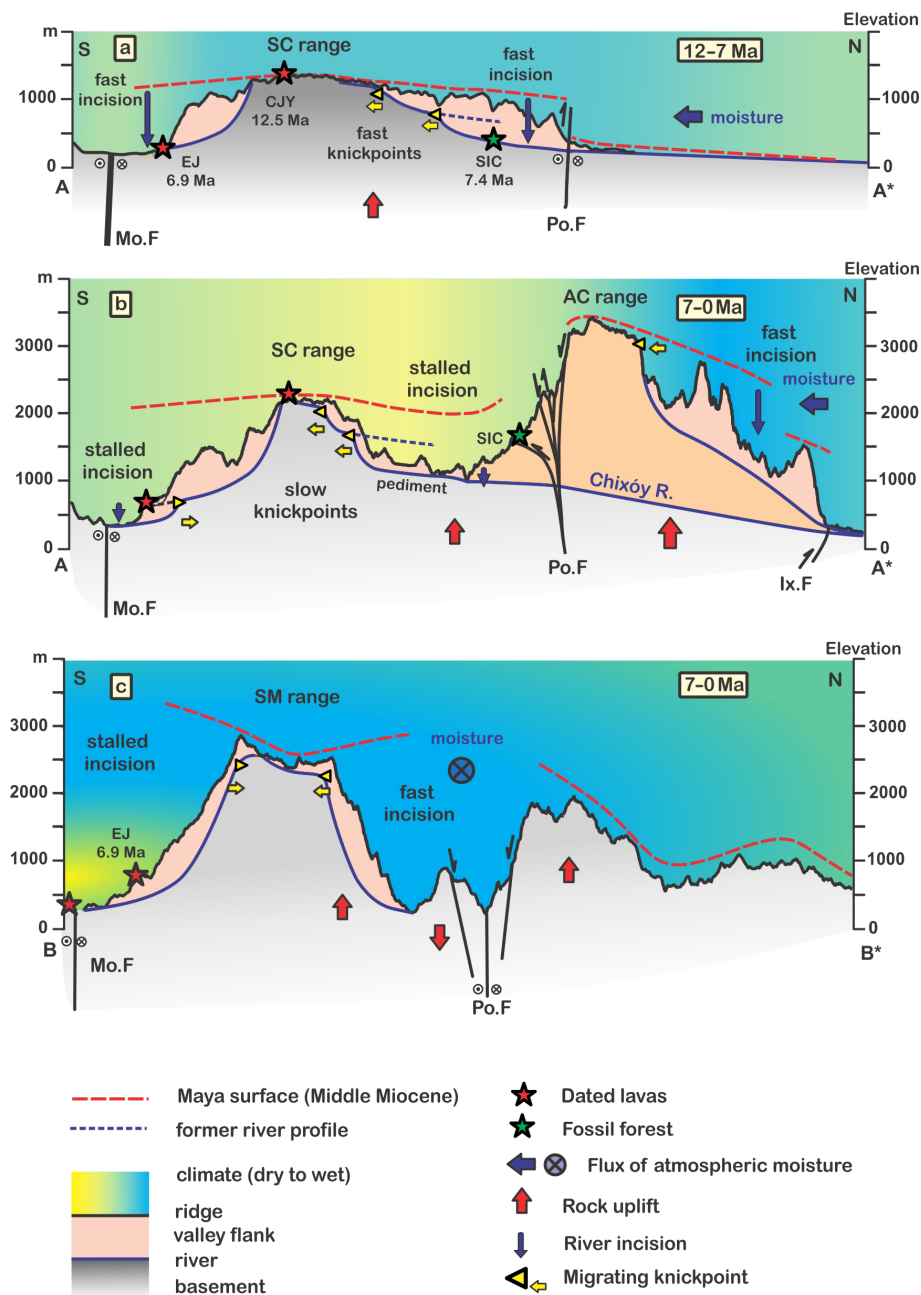 m
Elevation
S
a
SC range
12–7 Ma
N
fast
incision
fast
incision
1000
CJY
12.5 Ma
fast
knickpoints
moisture
1000
EJ
6.9 Ma
SIC
7.4 Ma
0
0
A
A*
Mo.F
Po.F
m
Elevation
S
b
AC range
7–0 Ma
N
3000
SC range
stalled
incision
fast
incision
moisture
3000
2000
SIC
2000
stalled
incision
1000
pediment
Chixóy R.
1000
slow
knickpoints
0
0
A
A*
Mo.F
Po.F
Ix.F
m
Elevation
S
c
SM range
7–0 Ma
N
3000
stalled
incision
moisture
3000
2000
fast
incision
2000
EJ
6.9 Ma
1000
1000
0
0
B
B*
Mo.F
Po.F
Maya surface (Middle Miocene)
former river profile
climate (dry to wet)
ridge
valley flank
river
basement
Dated lavas
Fossil forest
Flux of atmospheric moisture
Rock uplift
River incision
Migrating knickpoint